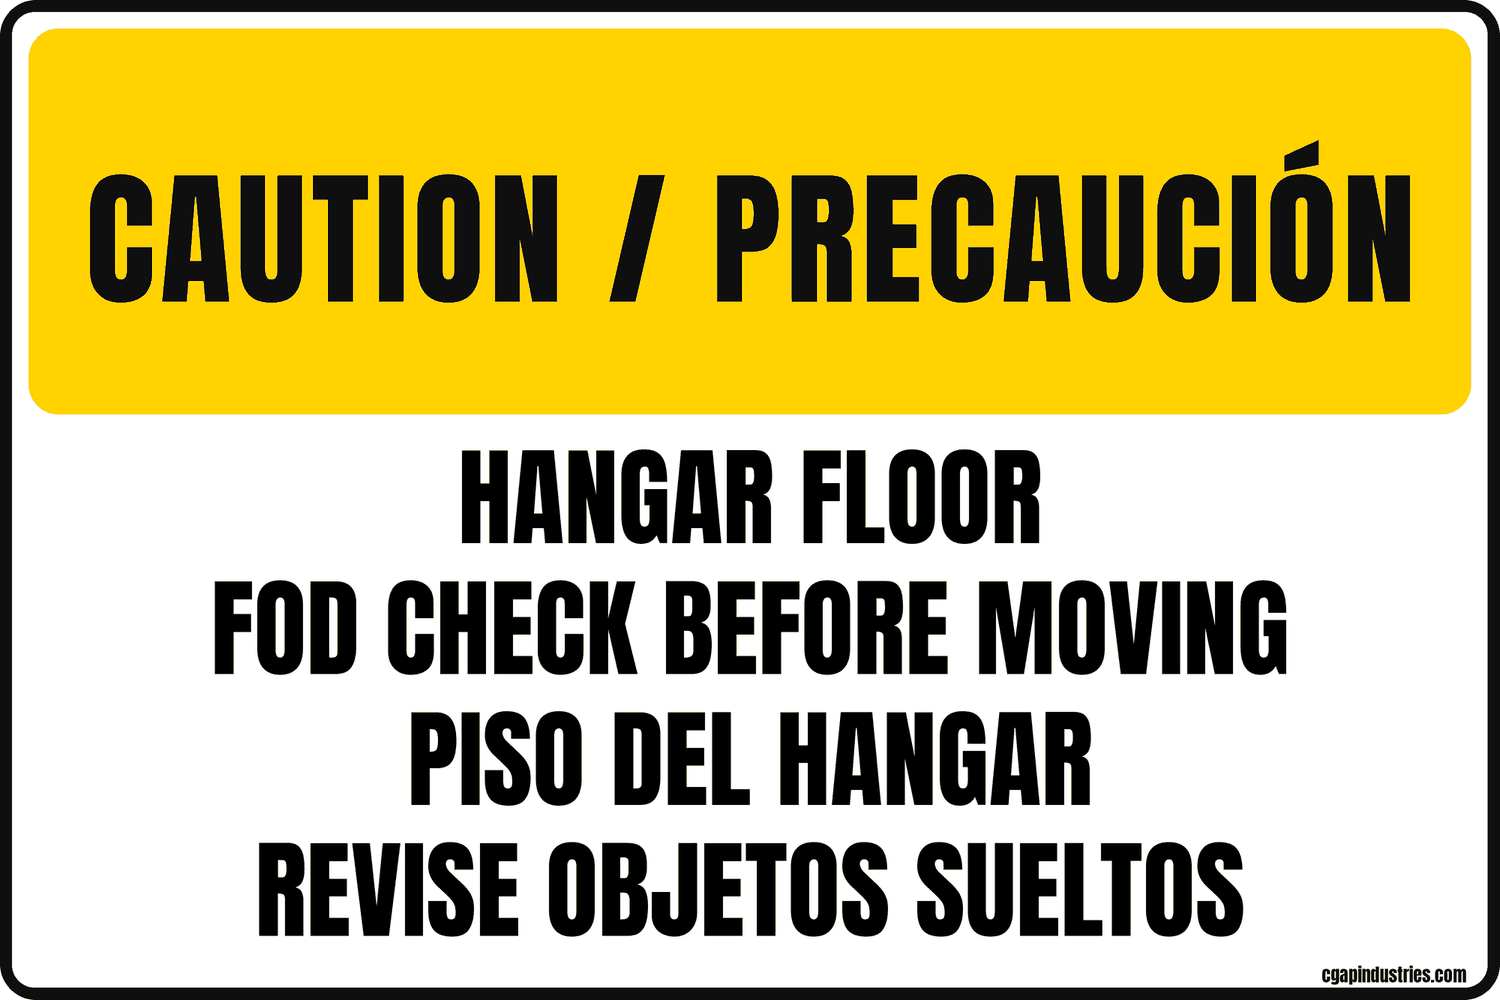 CAUTION / PRECAUCIÓN
HANGAR FLOOR
FOD CHECK BEFORE MOVING
PISO DEL HANGAR
REVISE OBJETOS SUELTOS
cgapindustries.com